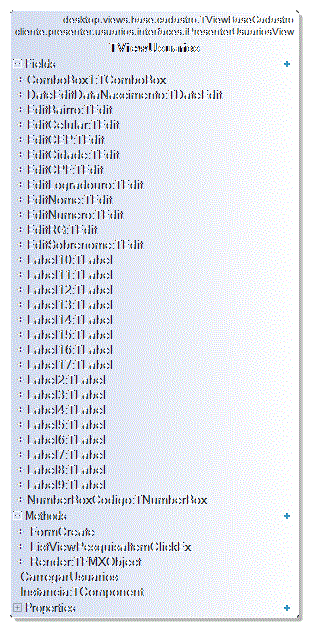 desktop.views.base.cadastro.TViewBaseCadastro
cliente.presenter.usuarios.interfaces.iPresenterUsuariosView
TViewUsuarios
Fields
ComboBox1:TComboBox
DateEditDataNascimento:TDateEdit
EditBairro:TEdit
EditCelular:TEdit
EditCEP:TEdit
EditCidade:TEdit
EditCPF:TEdit
EditLogradouro:TEdit
EditNome:TEdit
EditNumero:TEdit
EditRG:TEdit
EditSobrenome:TEdit
Label10:TLabel
Label11:TLabel
Label12:TLabel
Label13:TLabel
Label14:TLabel
Label15:TLabel
Label16:TLabel
Label17:TLabel
Label2:TLabel
Label3:TLabel
Label4:TLabel
Label5:TLabel
Label6:TLabel
Label7:TLabel
Label8:TLabel
Label9:TLabel
NumberBoxCodigo:TNumberBox
Methods
FormCreate
ListViewPesquisaItemClickEx
Render:TFMXObject
CarregarUsuarios
Instancia:TComponent
Properties